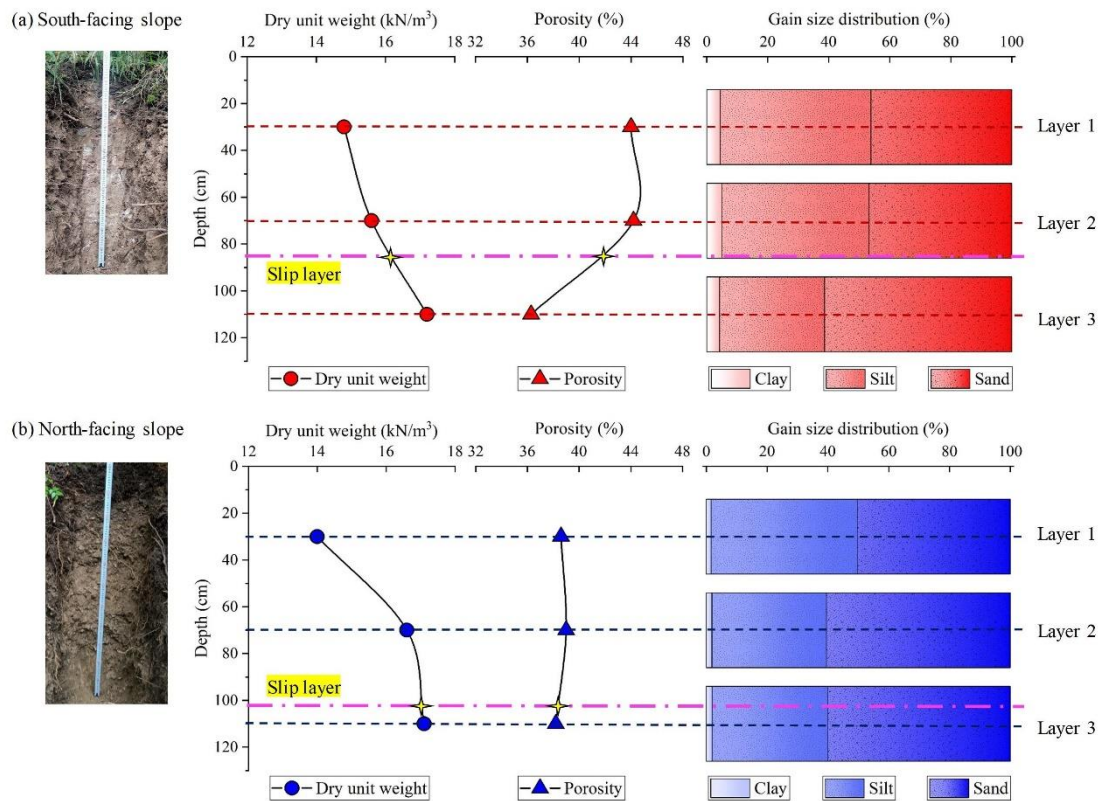 (a) South-facing slope
Dry unit weight (kN/m³)
Porosity (%)
Gain size distribution (%)
12 14 16 18 32 36 40 44 48 0 20 40 60 80 100
0
20
40
60
80
100
120
Depth (cm)
Layer 1
Layer 2
Slip layer
Layer 3
Dry unit weight
Porosity
Clay
Silt
Sand
(b) North-facing slope
Dry unit weight (kN/m³)
Porosity (%)
Gain size distribution (%)
12 14 16 18 32 36 40 44 48 0 20 40 60 80 100
0
20
40
60
80
100
120
Depth (cm)
Layer 1
Layer 2
Slip layer
Layer 3
Dry unit weight
Porosity
Clay
Silt
Sand